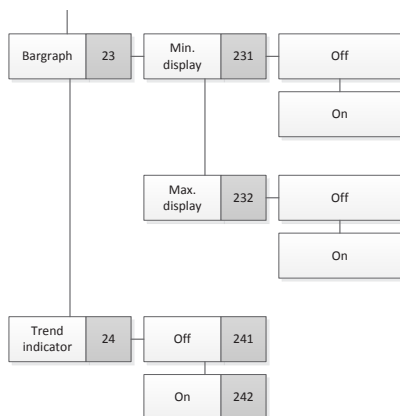 Bargraph 23 Min. display 231 Off
On
Max. display 232 Off
On
Trend indicator 24 Off 241
On 242